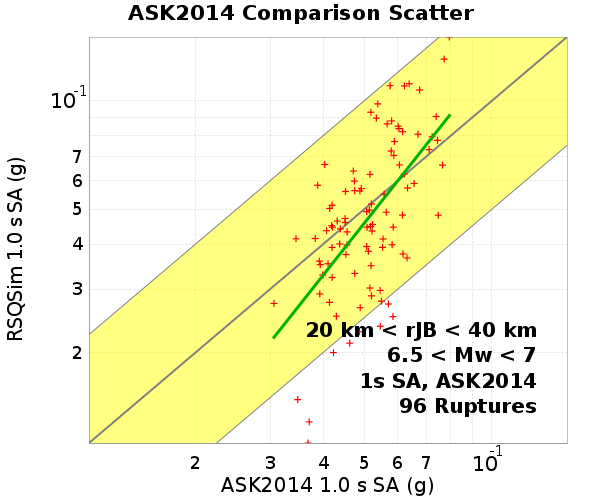 ASK2014 Comparison Scatter
RSQSim 1.0 s SA (g)
10-1
7
6
5
4
3
2
20 km < rJB < 40 km
6.5 < Mw < 7
1s SA, ASK2014
96 Ruptures
2 3 4 5 6 7 10-1
ASK2014 1.0 s SA (g)